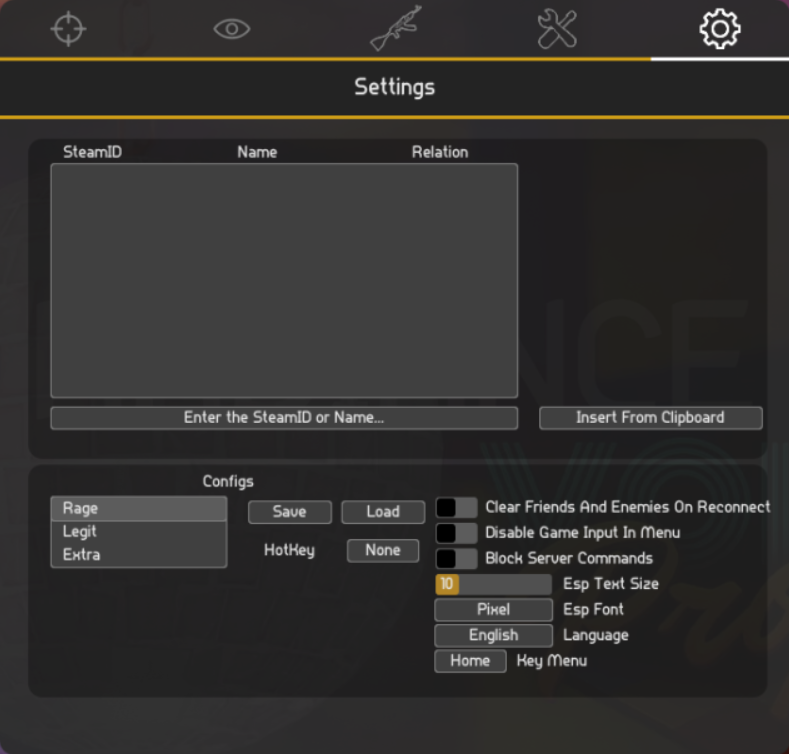 Settings
SteamID Name Relation
Enter the SteamID or Name... Insert From Clipboard
Configs
Rage
Legit
Extra
Save Load
HotKey None
Clear Friends And Enemies On Reconnect
Disable Game Input In Menu
Block Server Commands
10 Esp Text Size
Pixel Esp Font
English Language
Home Key Menu